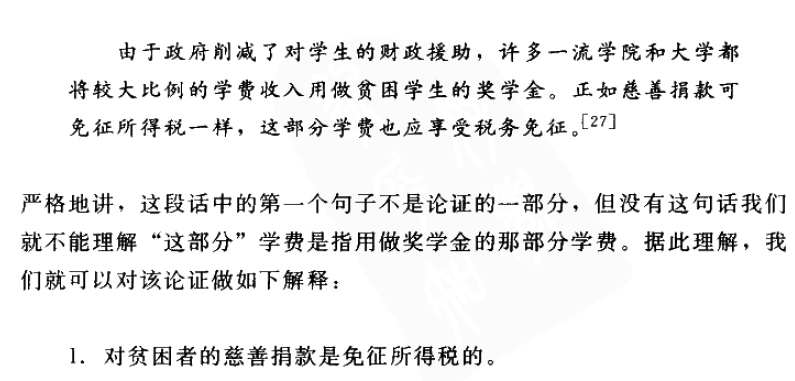 由于政府削减了对学生的财政援助，许多一流学院和大学都
将较大比例的学费收入用做贫困学生的奖学金。正如慈善捐款可
免征所得税一样，这部分学费也应享受税务免征。[27]
严格地讲，这段话中的第一个句子不是论证的一部分，但没有这句话我们
就不能理解“这部分”学费是指用做奖学金的那部分学费。据此理解，我
们就可以对该论证做如下解释：
1. 对贫困者的慈善捐款是免征所得税的。